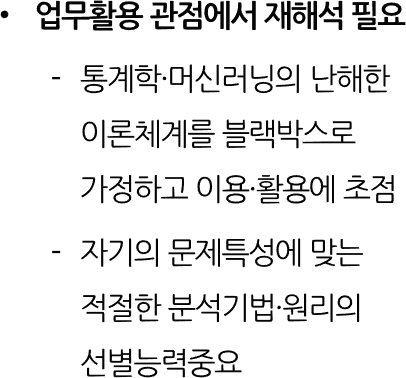 • 업무활용 관점에서 재해석 필요
- 통계학·머신러닝의 난해한
이론체계를 블랙박스로
가정하고 이용·활용에 초점
- 자기의 문제특성에 맞는
적절한 분석기법·원리의
선별능력중요